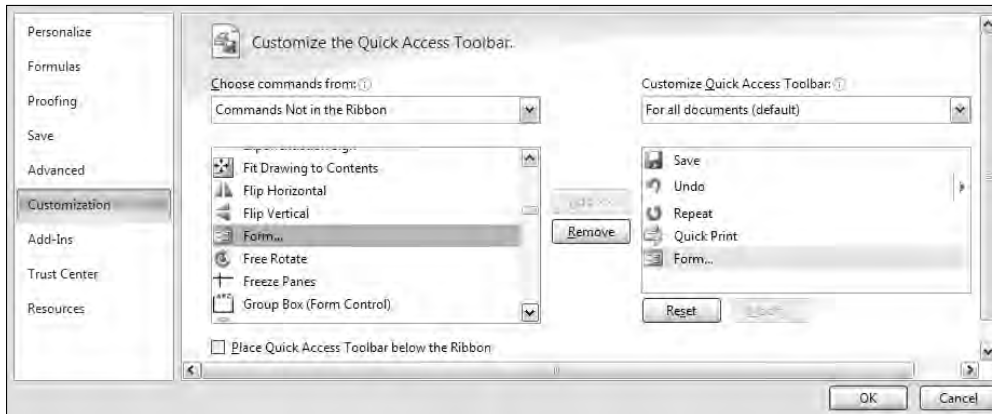 Personalize
Formulas
Proofing
Save
Advanced
Customization
Add-Ins
Trust Center
Resources
Customize the Quick Access Toolbar.
Choose commands from:
Commands Not in the Ribbon
Fit Drawing to Contents
Flip Horizontal
Flip Vertical
Form...
Free Rotate
Freeze Panes
Group Box (Form Control)
Place Quick Access Toolbar below the Ribbon
Add >>
Remove
Customize Quick Access Toolbar:
For all documents (default)
Save
Undo
Repeat
Quick Print
Form...
Reset
OK
Cancel